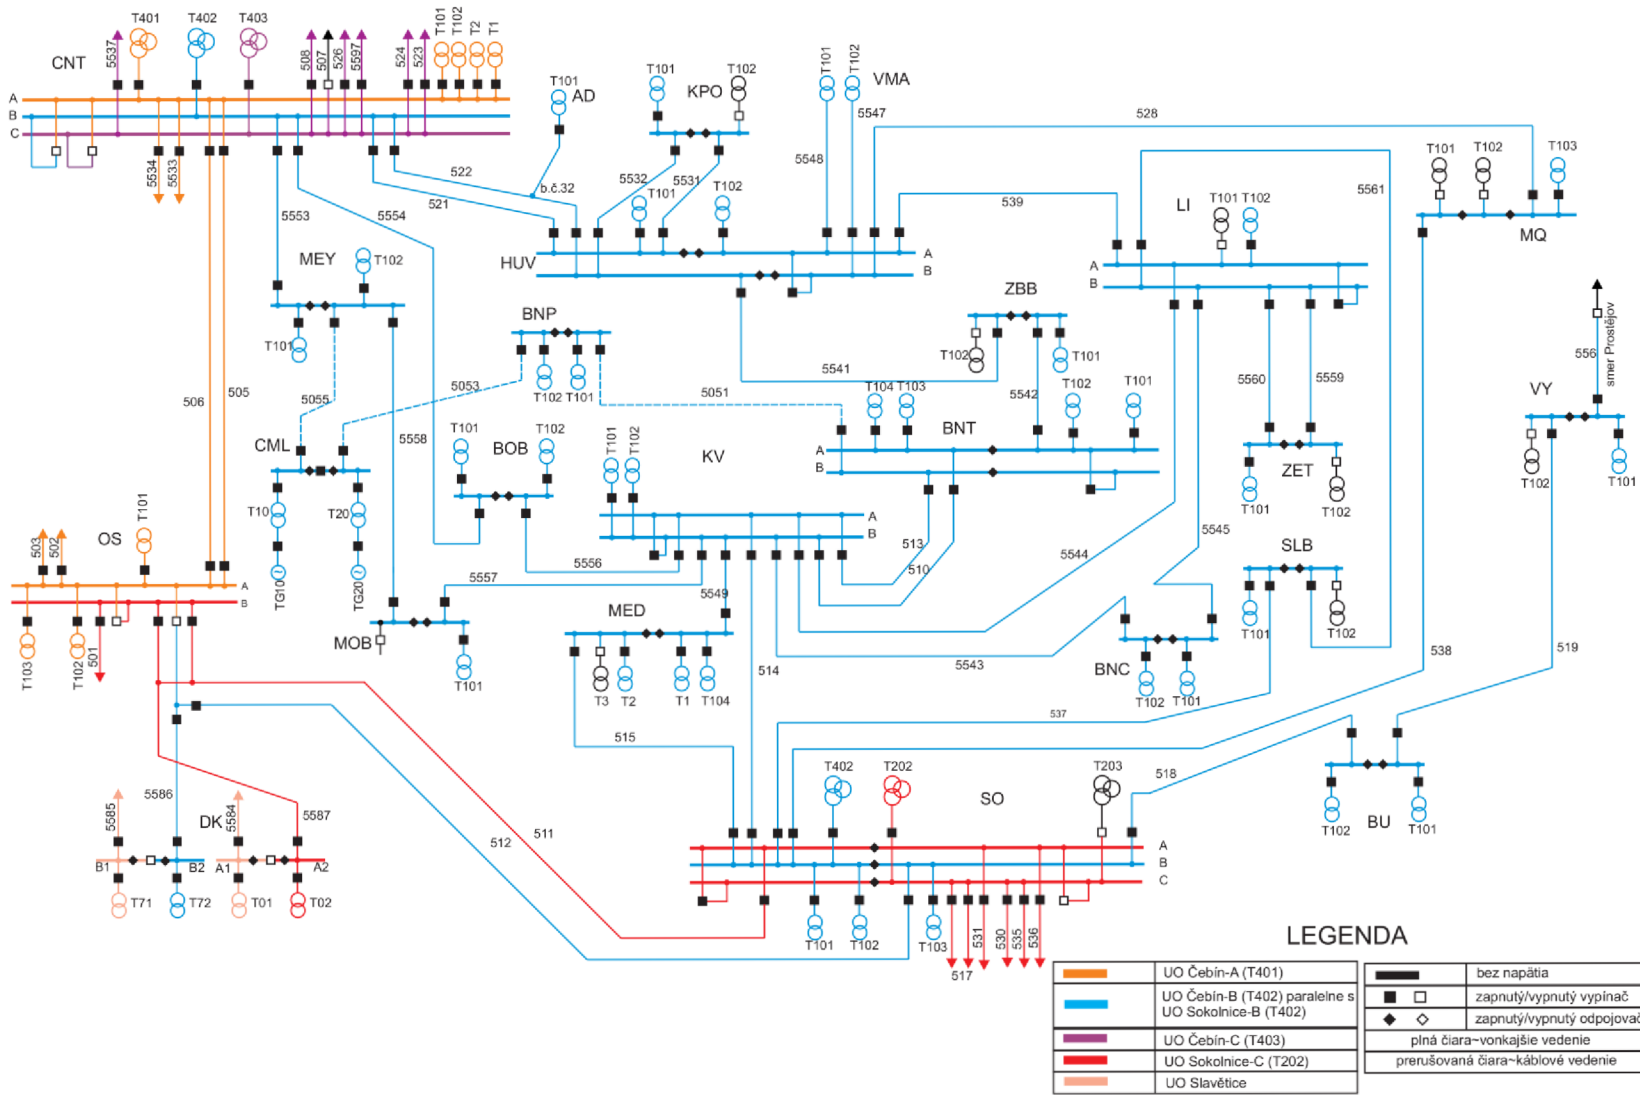 T401
T402
T403
5537
508
507
526
5597
524
523
T101
T102
T2
T1
CNT
A
B
C
5534
5533
T101
AD
522
521
b.č.32
T101
KPO
T102
5532
5531
T101
T102
T101
T102
VMA
5547
5548
528
539
HUV
A
B
LI
T101
T102
5561
A
B
T101
T102
T103
MQ
5553
5554
MEY
T102
T101
BNP
T102
T101
5055
5053
5051
5541
ZBB
T102
T101
5542
5560
5559
556
smer Prostějov
VY
T102
T101
506
505
5558
CML
T10
T20
TG10
TG20
T101
BOB
T102
T101
T102
KV
A
B
T104
T103
BNT
T102
T101
A
B
ZET
T101
T102
513
510
5544
5545
SLB
T101
T102
OS
T101
503
502
A
B
T103
T102
501
5556
5557
5549
MOB
T101
MED
T3
T2
T1
T104
514
5543
BNC
T102
T101
538
519
515
537
518
BU
T102
T101
5586
5585
DK
5584
5587
B1
B2
A1
A2
T71
T72
T01
T02
512
511
T402
T202
SO
T203
A
B
C
T101
T102
T103
517
531
530
535
536
LEGENDA
UO Čebín-A (T401)
UO Čebín-B (T402) paralelne s
UO Sokolnice-B (T402)
UO Čebín-C (T403)
UO Sokolnice-C (T202)
UO Slavětice
bez napätia
zapnutý/vypnutý vypínač
zapnutý/vypnutý odpojovač
plná čiara~vonkajšie vedenie
prerušovaná čiara~káblové vedenie